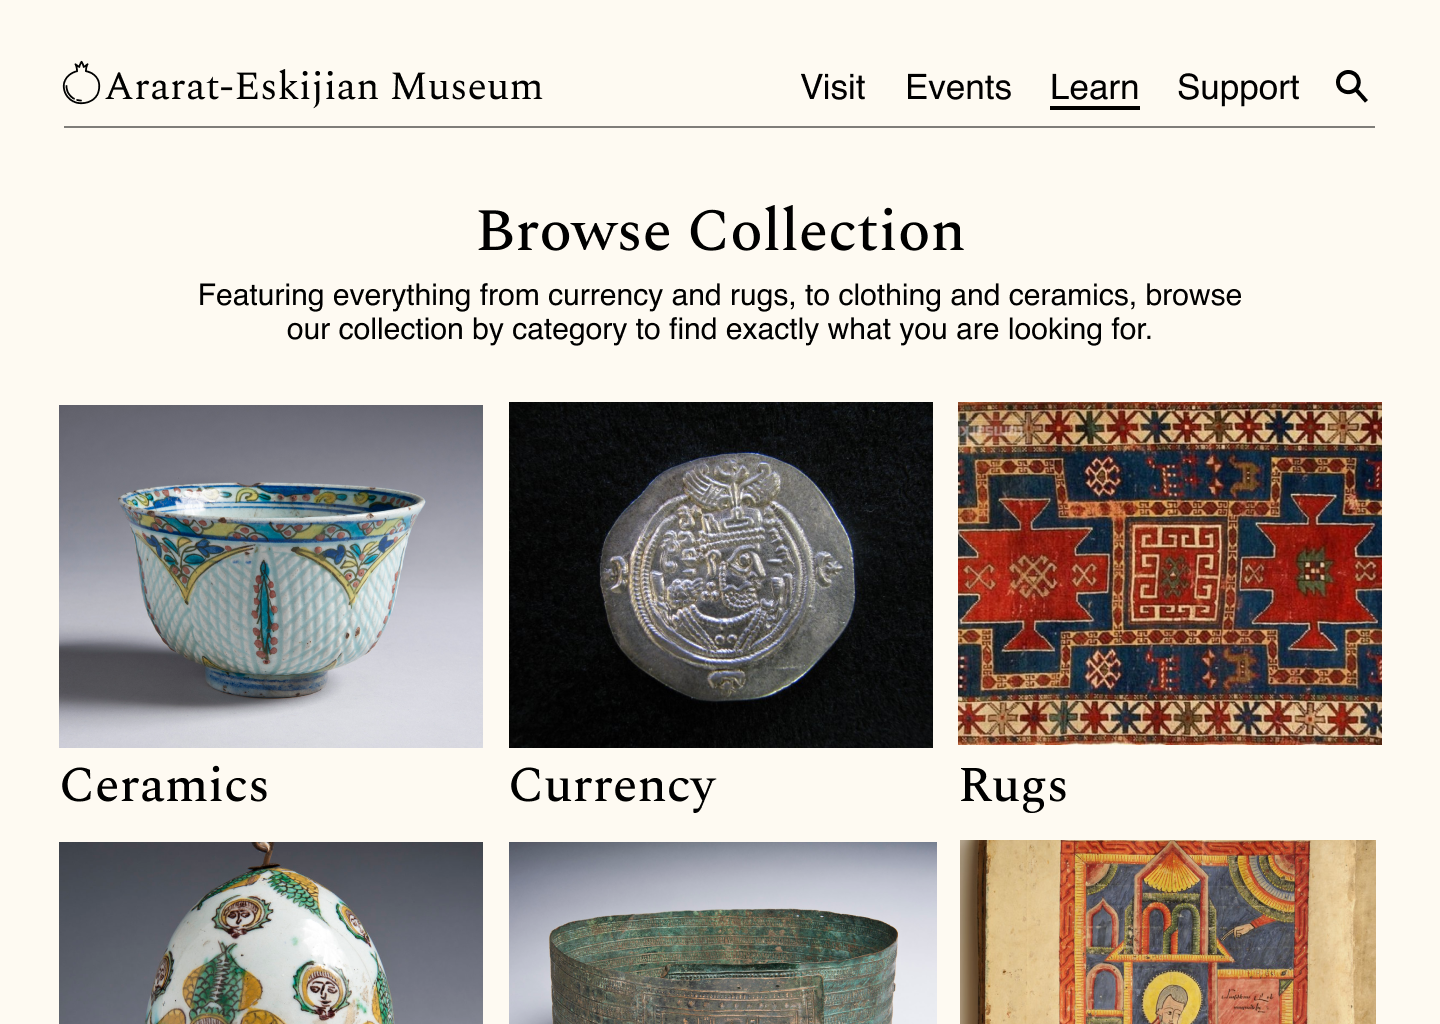 Ararat-Eskijian Museum
Visit Events Learn Support
Browse Collection
Featuring everything from currency and rugs, to clothing and ceramics, browse
our collection by category to find exactly what you are looking for.
Ceramics
Currency
Rugs